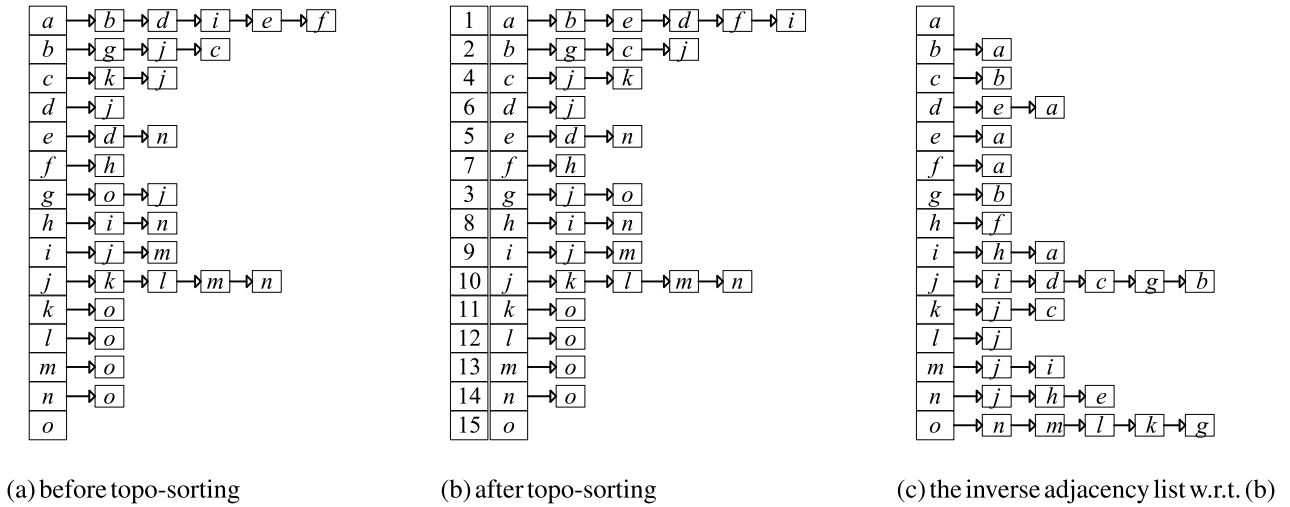 a b d i e f 1 a b e d f i a
b g j c 2 b g c j b a
c k j 4 c j k c b
d j 6 d j d e a
e d n 5 e d n e a
f h 7 f h f a
g o j 3 g j o g b
h i n 8 h i n h f
i j m 9 i j m i h a
j k l m n 10 j k l m n j i d c g b
k o 11 k o k j c
l o 12 l o l j
m o 13 m o m j i
n o 14 n o n j h e
o 15 o o n m l k g
(a) before topo-sorting (b) after topo-sorting (c) the inverse adjacency list w.r.t. (b)